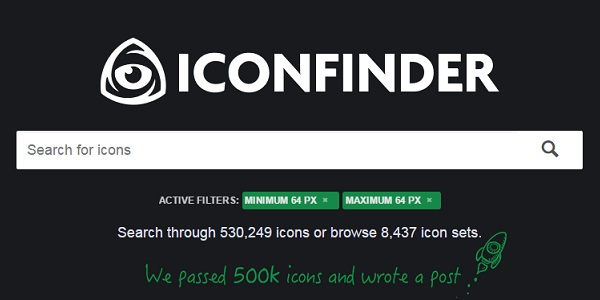 ICONFINDER
Search for icons
ACTIVE FILTERS: MINIMUM 64 PX × MAXIMUM 64 PX ×
Search through 530,249 icons or browse 8,437 icon sets.
We passed 500k icons and wrote a post